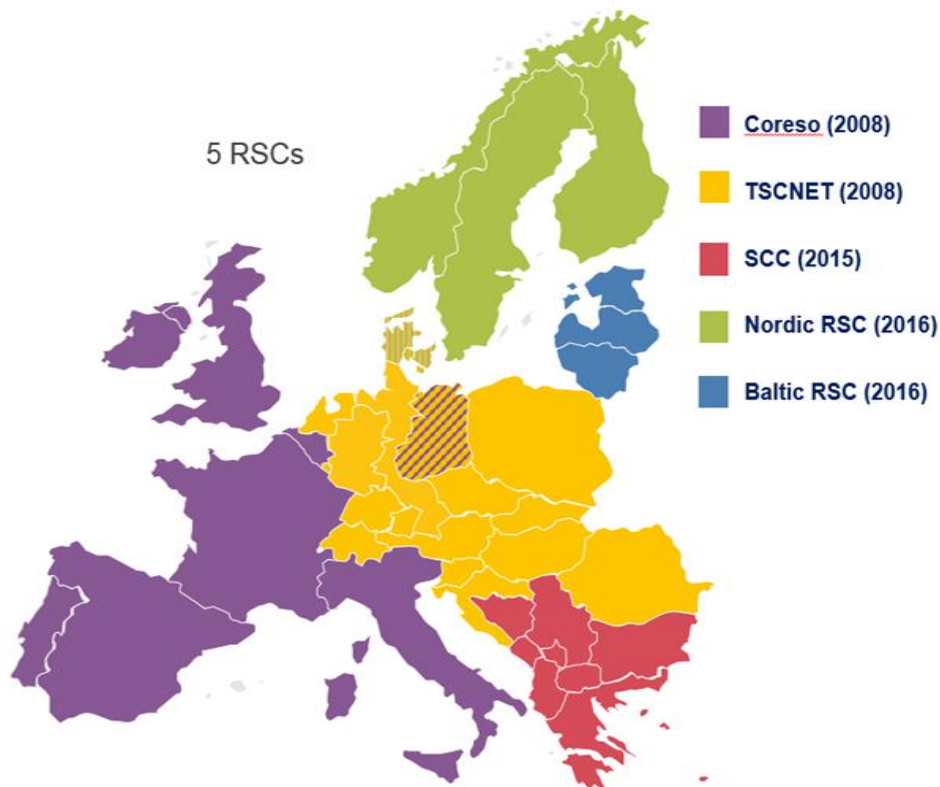 5 RSCs
Coreso (2008)
TSCNET (2008)
SCC (2015)
Nordic RSC (2016)
Baltic RSC (2016)